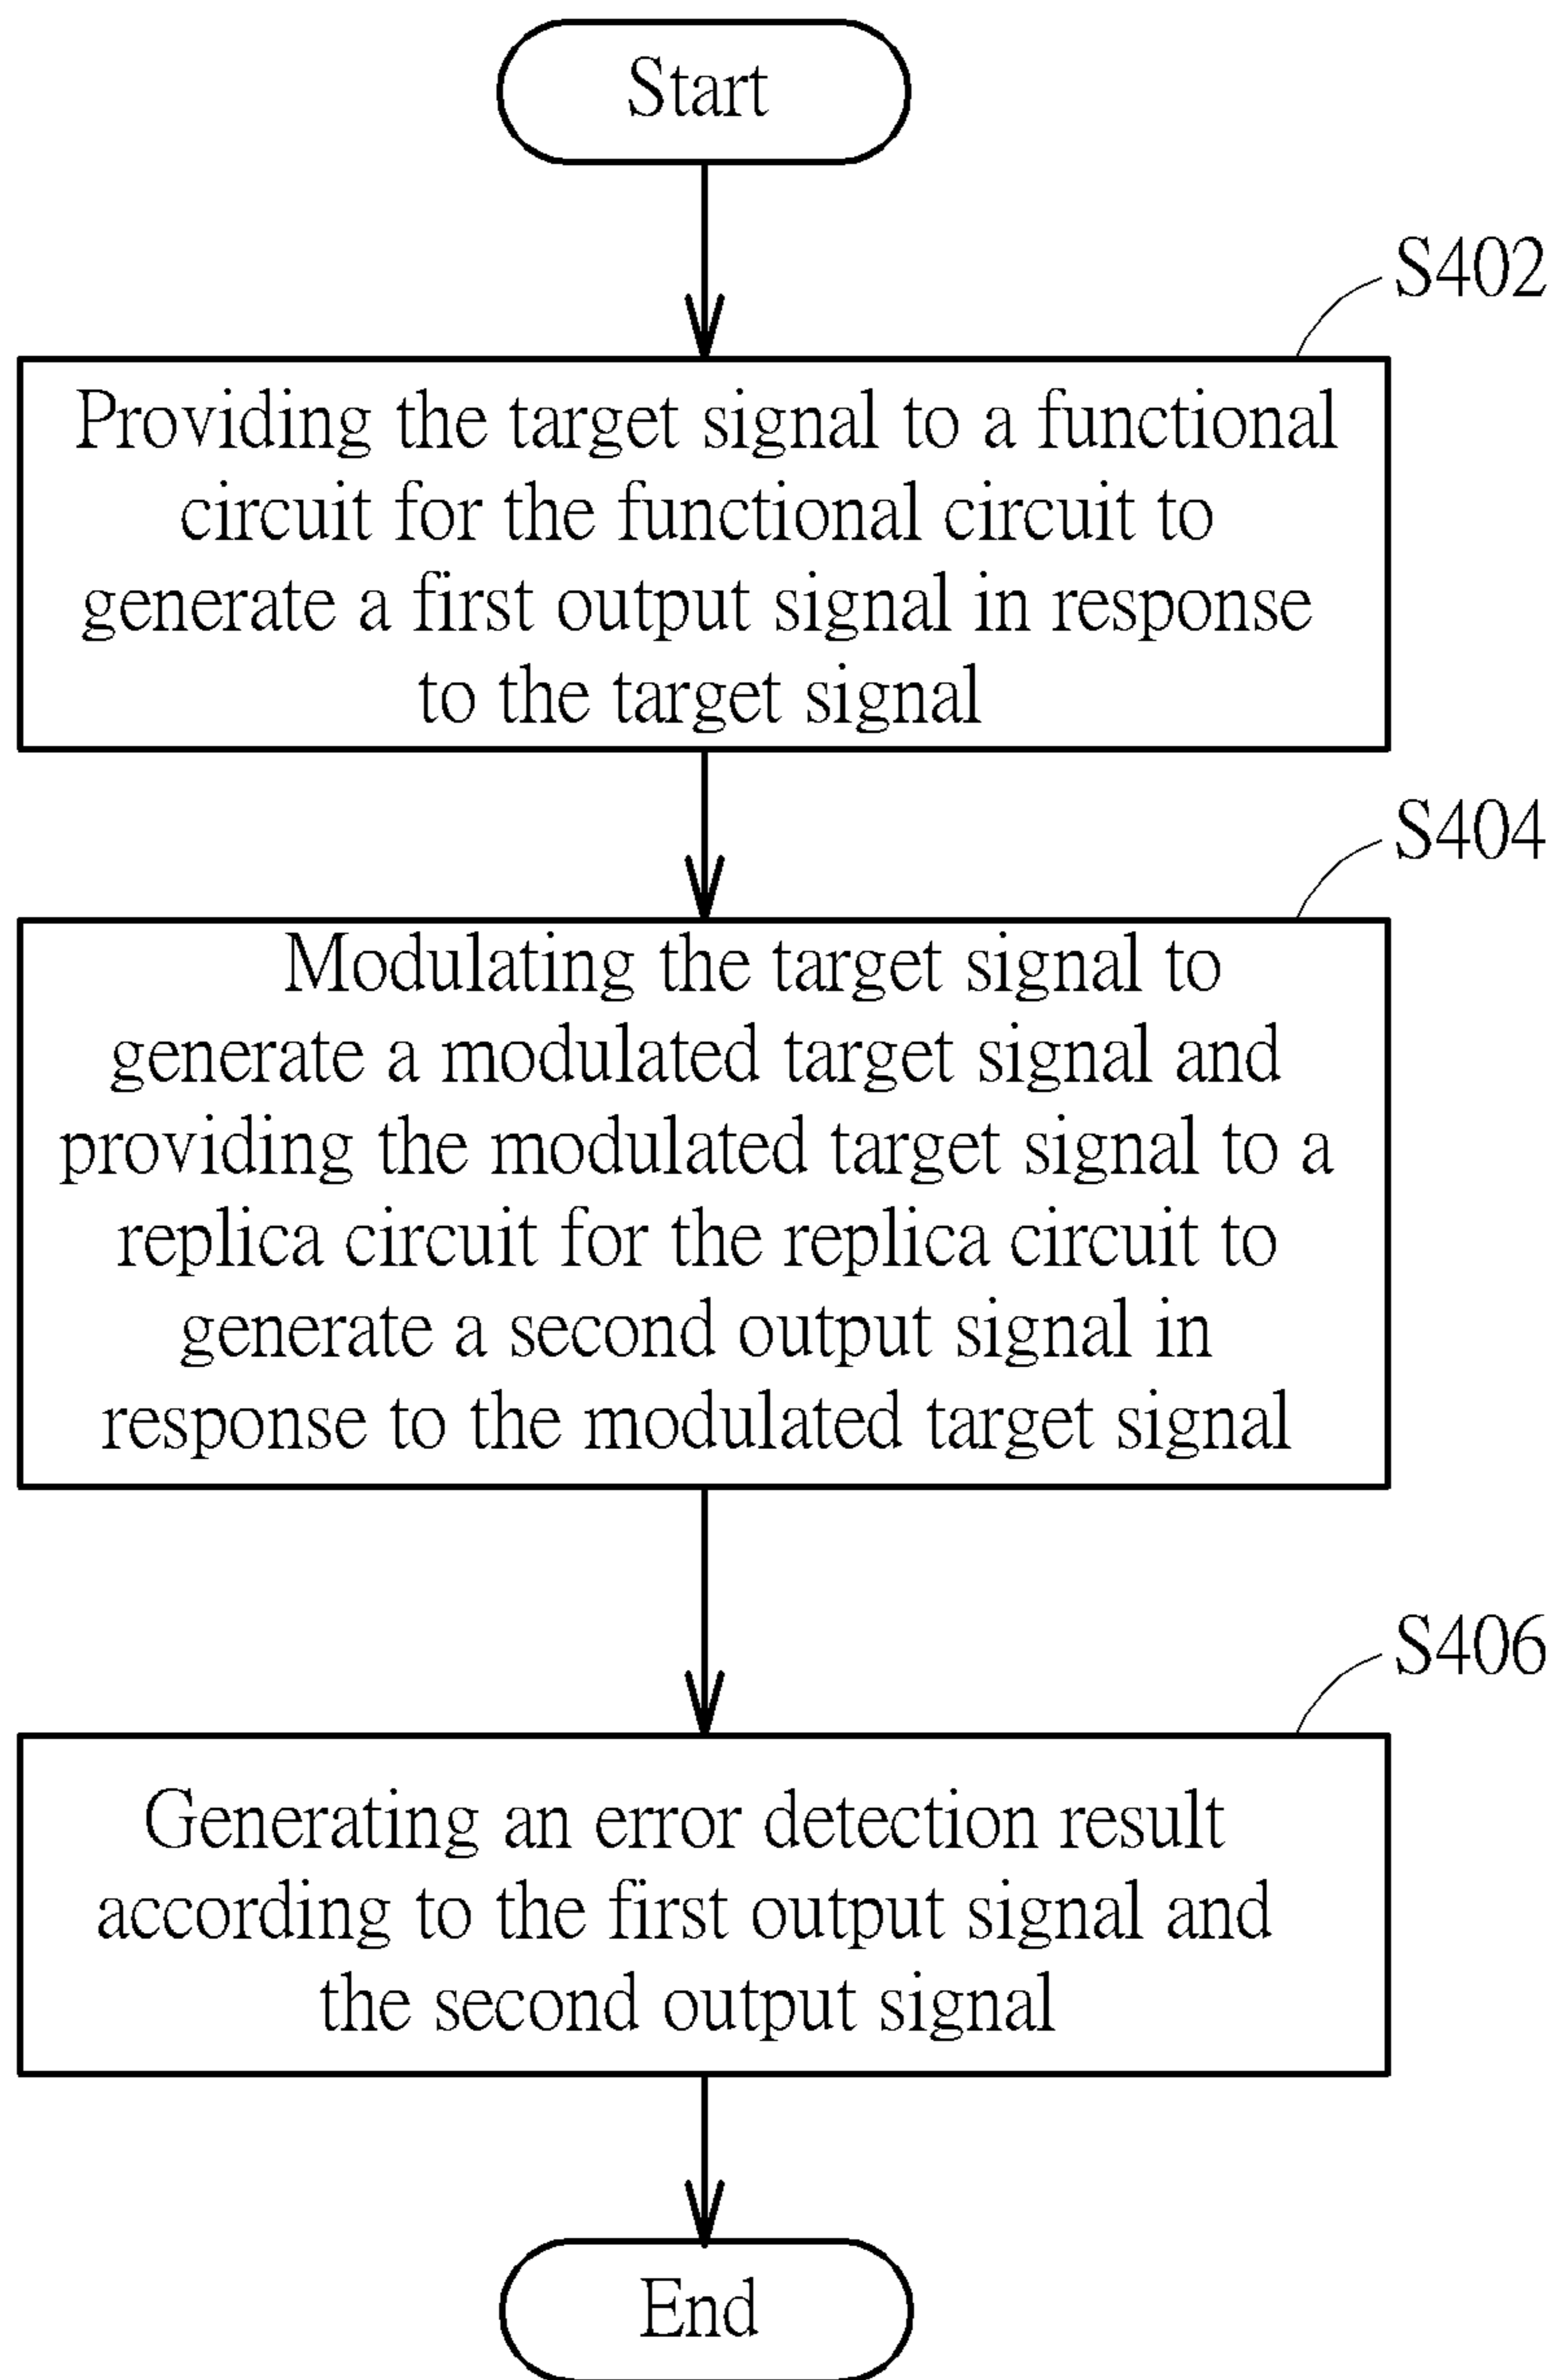 Start
S402
Providing the target signal to a functional
circuit for the functional circuit to
generate a first output signal in response
to the target signal
S404
Modulating the target signal to
generate a modulated target signal and
providing the modulated target signal to a
replica circuit for the replica circuit to
generate a second output signal in
response to the modulated target signal
S406
Generating an error detection result
according to the first output signal and
the second output signal
End